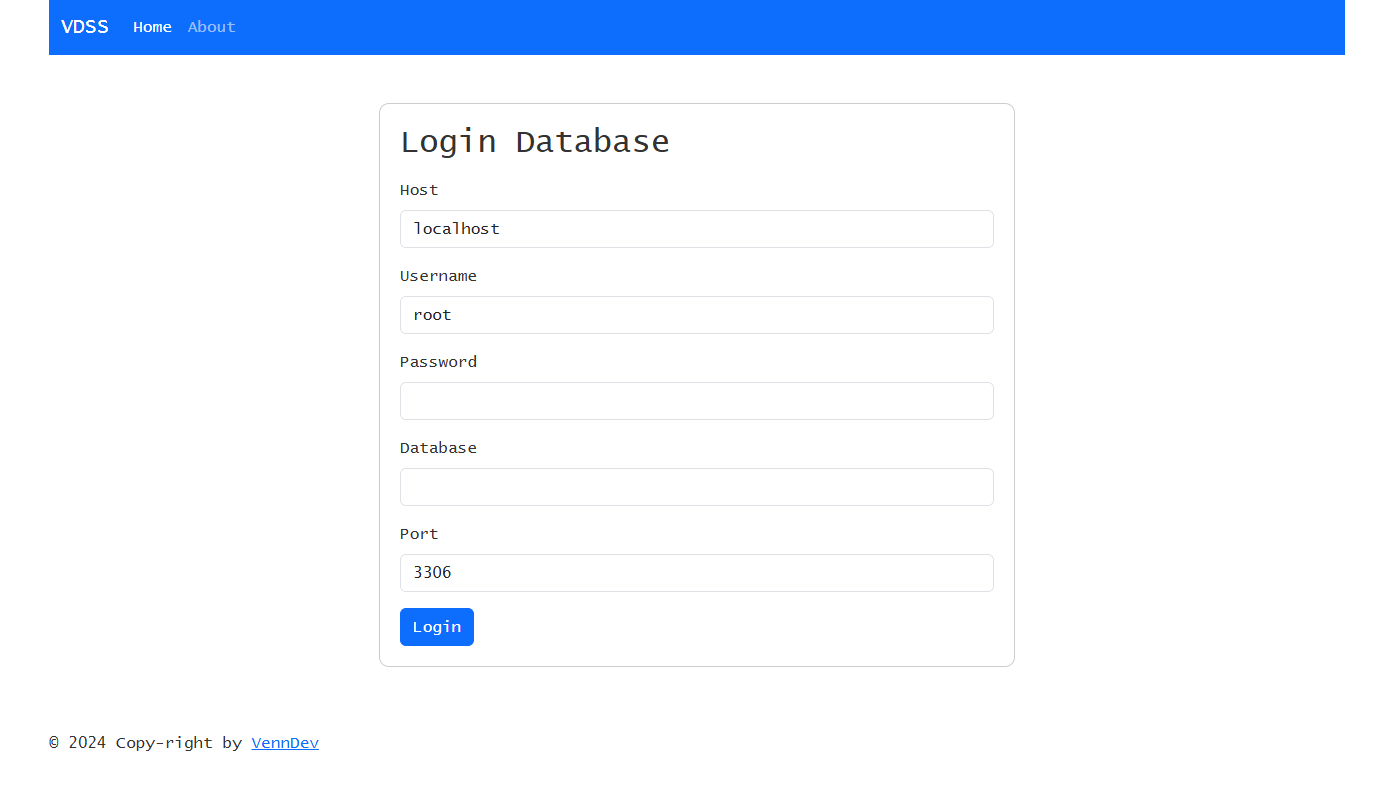 VDSS Home About
Login Database
Host
localhost
Username
root
Password
Database
Port
3306
Login
© 2024 Copy-right by VennDev